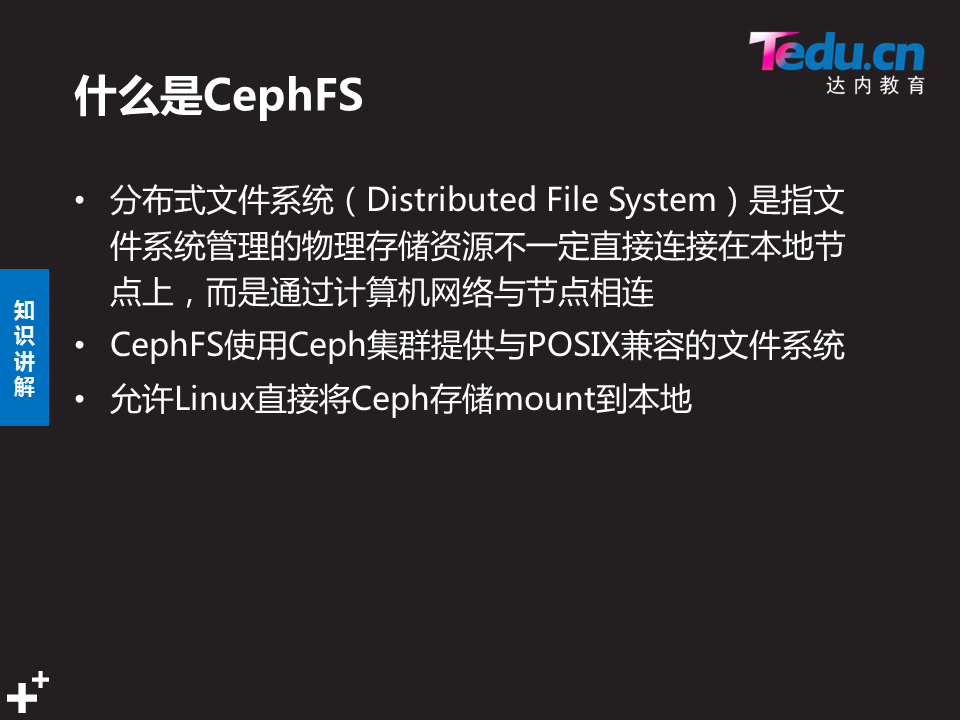 Tedu.cn
达内教育
什么是CephFS
• 分布式文件系统（Distributed File System）是指文
件系统管理的物理存储资源不一定直接连接在本地节
点上，而是通过计算机网络与节点相连
• CephFS使用Ceph集群提供与POSIX兼容的文件系统
• 允许Linux直接将Ceph存储mount到本地
知
识
讲
解